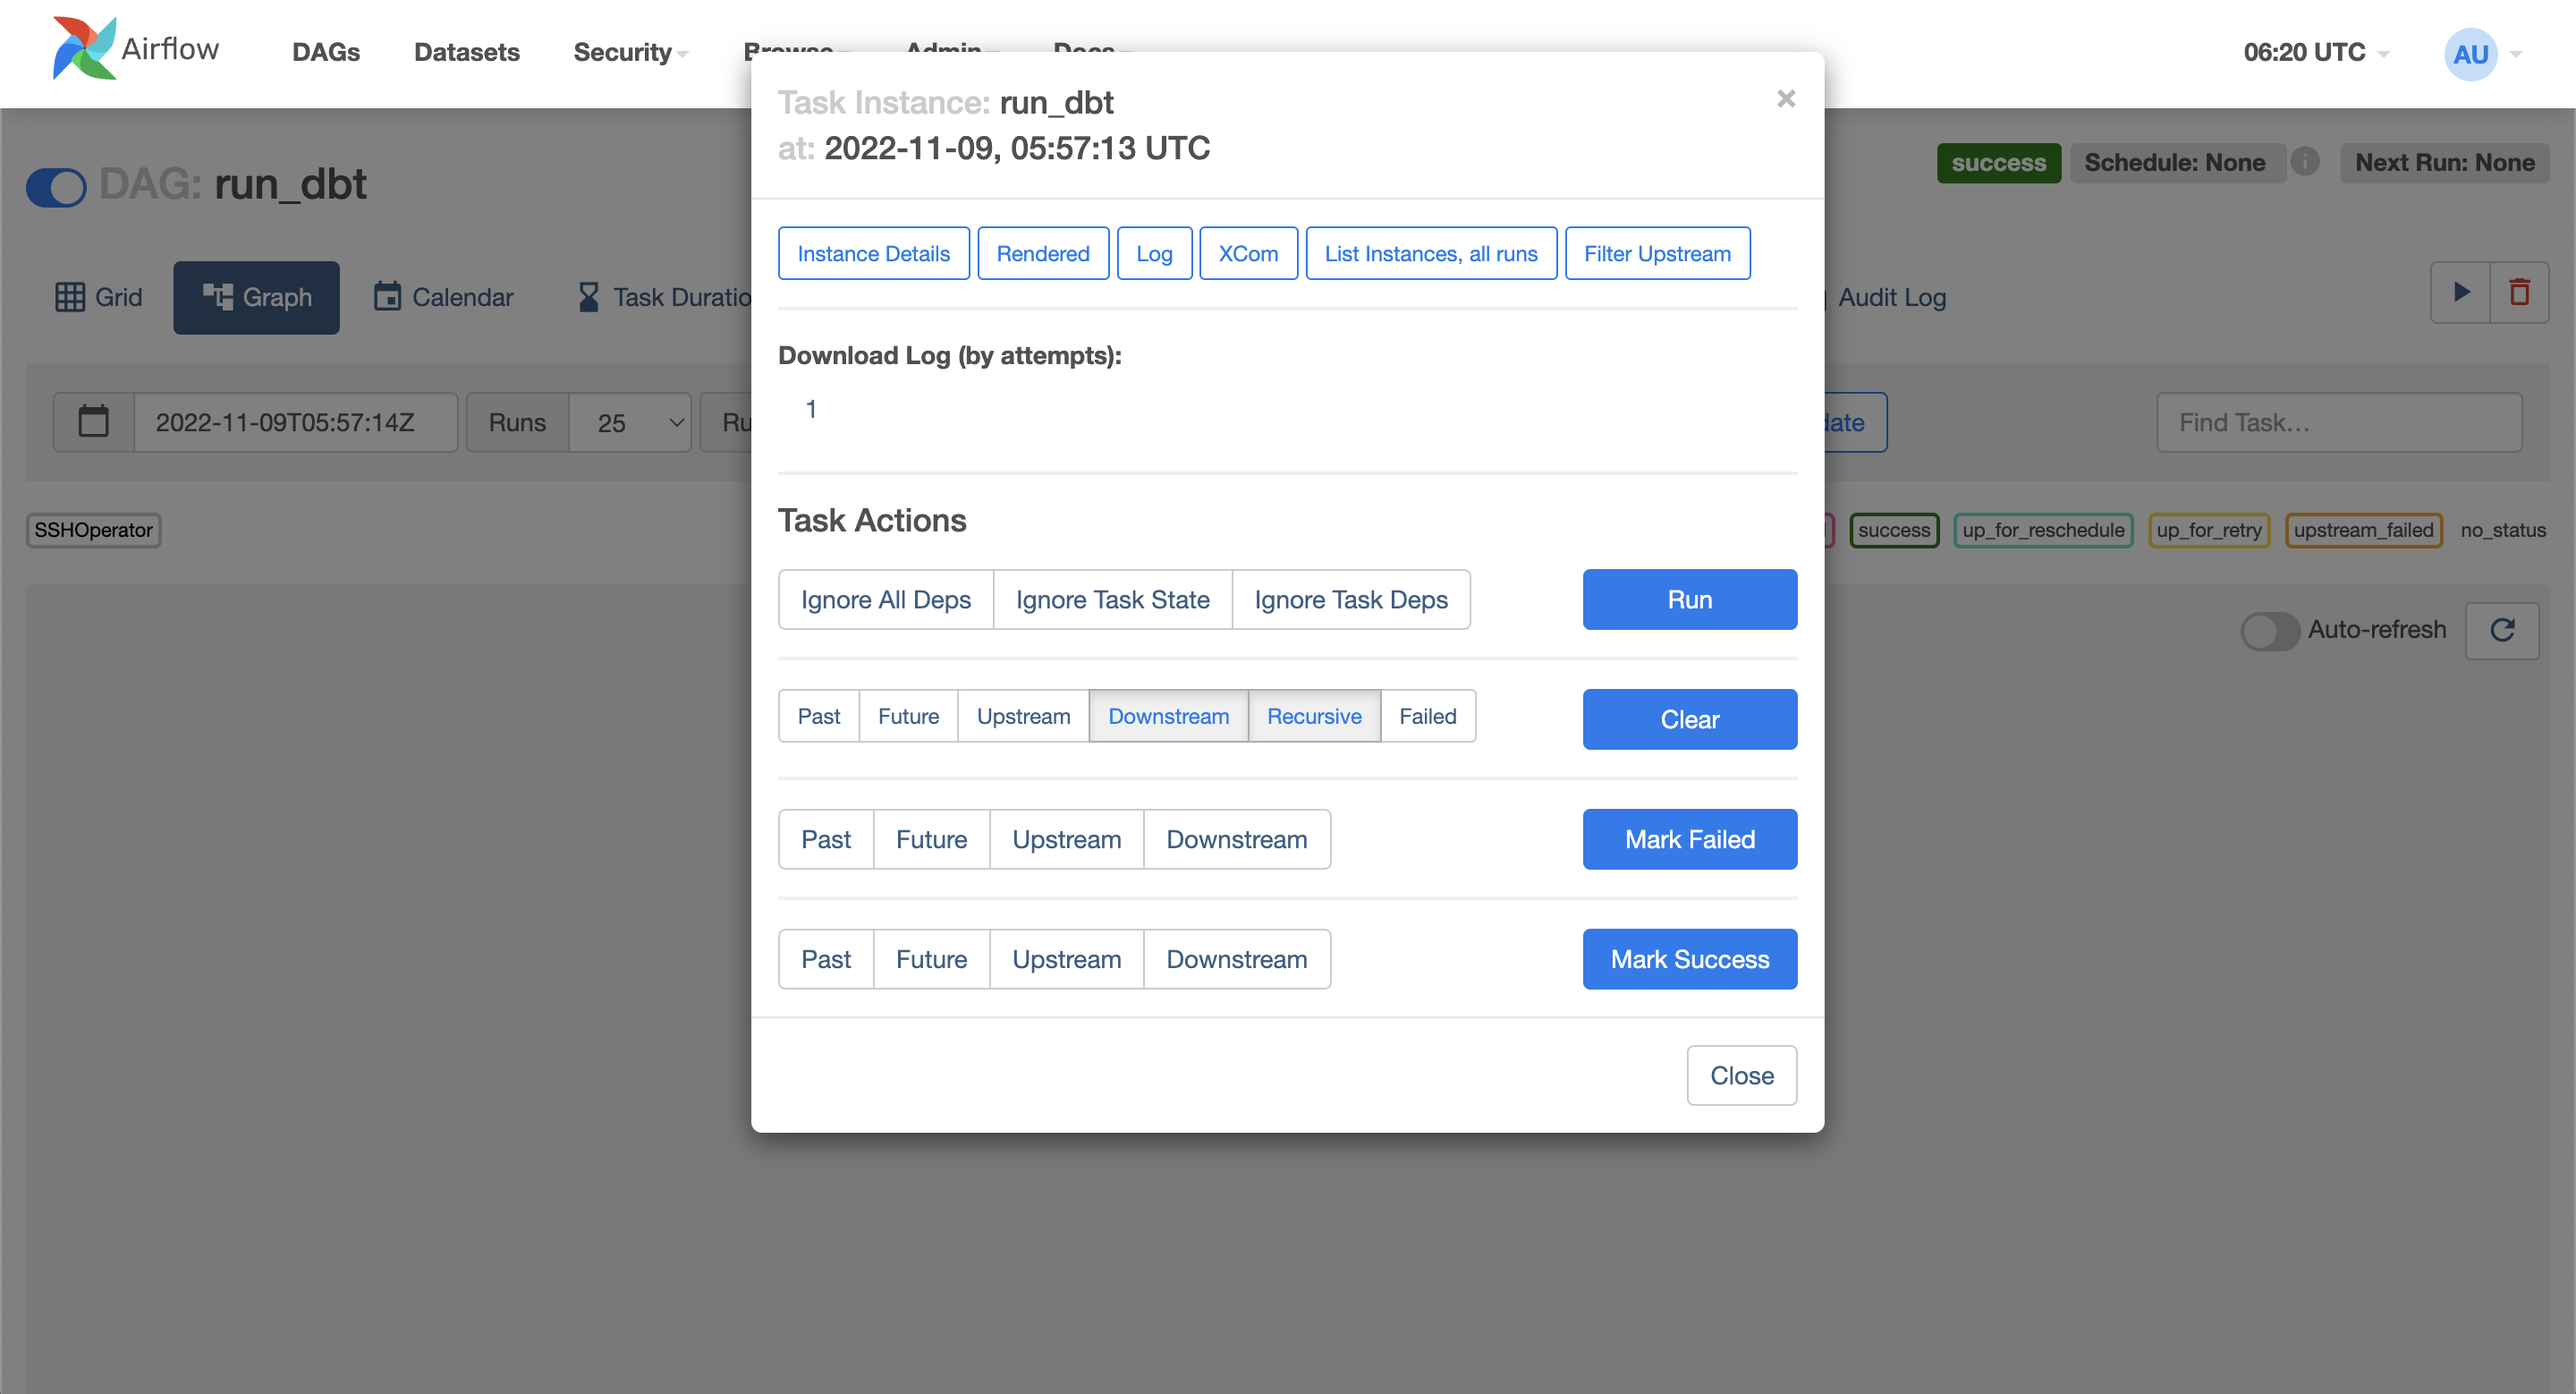 Airflow
DAGs Datasets Security Browse Admin Docs 06:20 UTC AU
Task Instance: run_dbt
at: 2022-11-09, 05:57:13 UTC
×
DAG: run_dbt
success Schedule: None i Next Run: None
Instance Details Rendered Log XCom List Instances, all runs Filter Upstream
Grid Graph Calendar Task Duratio Audit Log
Download Log (by attempts):
1
2022-11-09T05:57:14Z Runs 25 Ru date Find Task…
Task Actions
SSHOperator success up_for_reschedule up_for_retry upstream_failed no_status
Ignore All Deps Ignore Task State Ignore Task Deps Run
Auto-refresh
Past Future Upstream Downstream Recursive Failed Clear
Past Future Upstream Downstream Mark Failed
Past Future Upstream Downstream Mark Success
Close